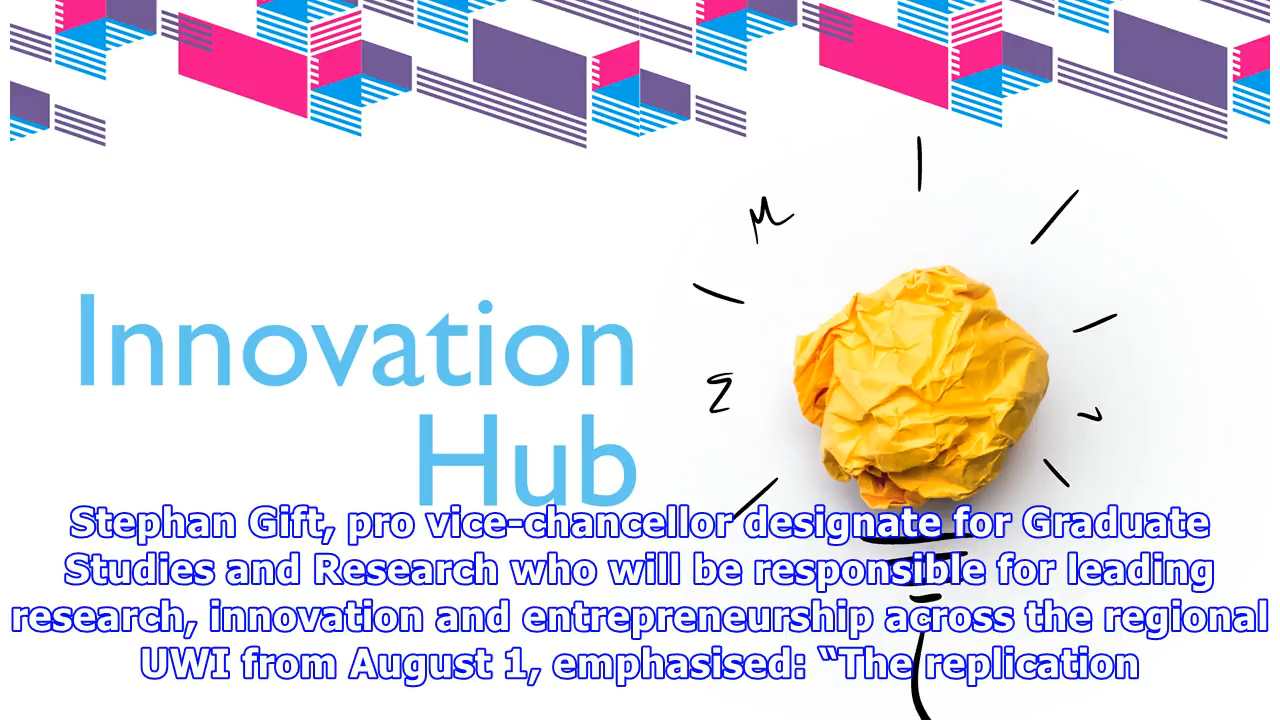 Innovation
Hub
Stephan Gift, pro vice-chancellor designate for Graduate
Studies and Research who will be responsible for leading
research, innovation and entrepreneurship across the regional
UWI from August 1, emphasised: “The replication